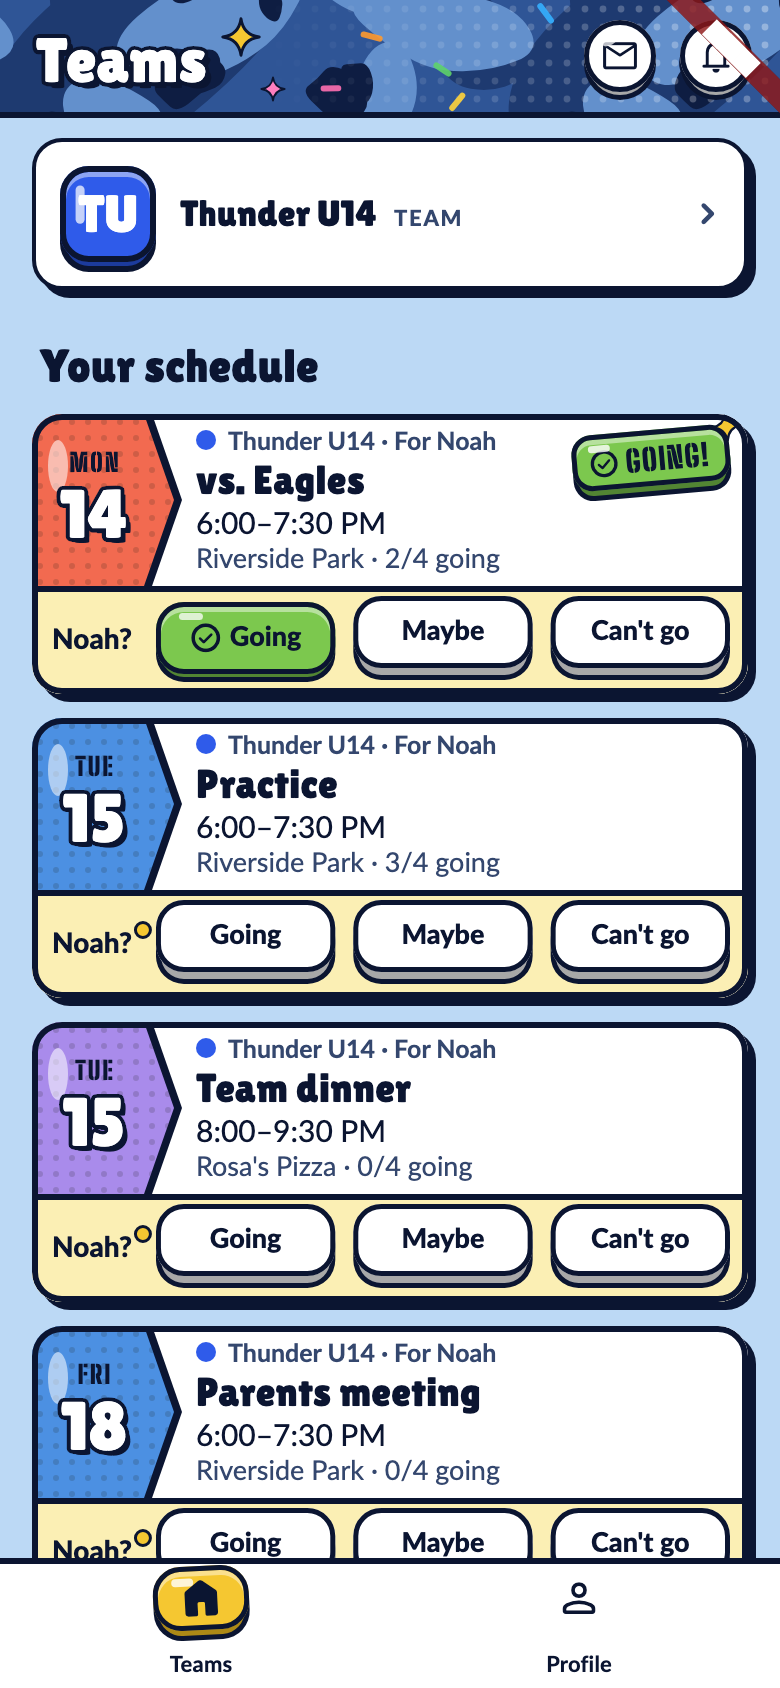 Teams
TU
Thunder U14 TEAM
Your schedule
MON
14
Thunder U14 · For Noah
vs. Eagles
6:00–7:30 PM
Riverside Park · 2/4 going
GOING!
Noah?
Going
Maybe
Can't go
TUE
15
Thunder U14 · For Noah
Practice
6:00–7:30 PM
Riverside Park · 3/4 going
Noah?
Going
Maybe
Can't go
TUE
15
Thunder U14 · For Noah
Team dinner
8:00–9:30 PM
Rosa's Pizza · 0/4 going
Noah?
Going
Maybe
Can't go
FRI
18
Thunder U14 · For Noah
Parents meeting
6:00–7:30 PM
Riverside Park · 0/4 going
Noah?
Going
Maybe
Can't go
Teams
Profile